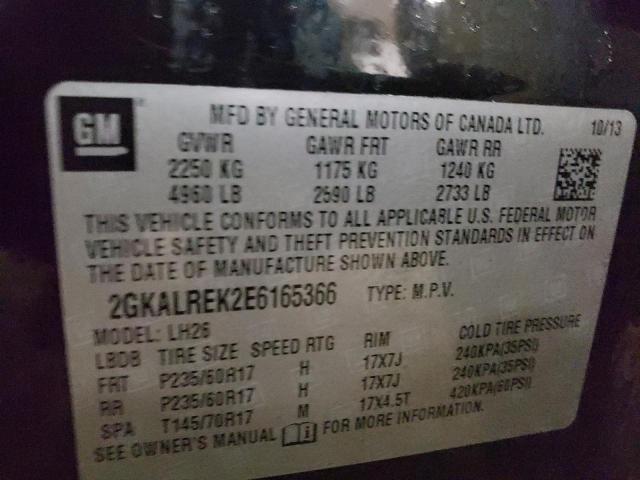 GM
MFD BY GENERAL MOTORS OF CANADA LTD. 10/13
GVWR GAWR FRT GAWR RR
2250 KG 1175 KG 1240 KG
4960 LB 2590 LB 2733 LB
THIS VEHICLE CONFORMS TO ALL APPLICABLE U.S. FEDERAL MOTOR
VEHICLE SAFETY AND THEFT PREVENTION STANDARDS IN EFFECT ON
THE DATE OF MANUFACTURE SHOWN ABOVE.
2GKALREK2E6165366 TYPE: M.P.V.
MODEL: LH26
LBDB TIRE SIZE SPEED RTG RIM COLD TIRE PRESSURE
FRT P235/60R17 H 17X7J 240KPA(35PSI)
RR P235/60R17 H 17X7J 240KPA(35PSI)
SPA T145/70R17 M 17X4.5T 420KPA(60PSI)
SEE OWNER'S MANUAL FOR MORE INFORMATION.